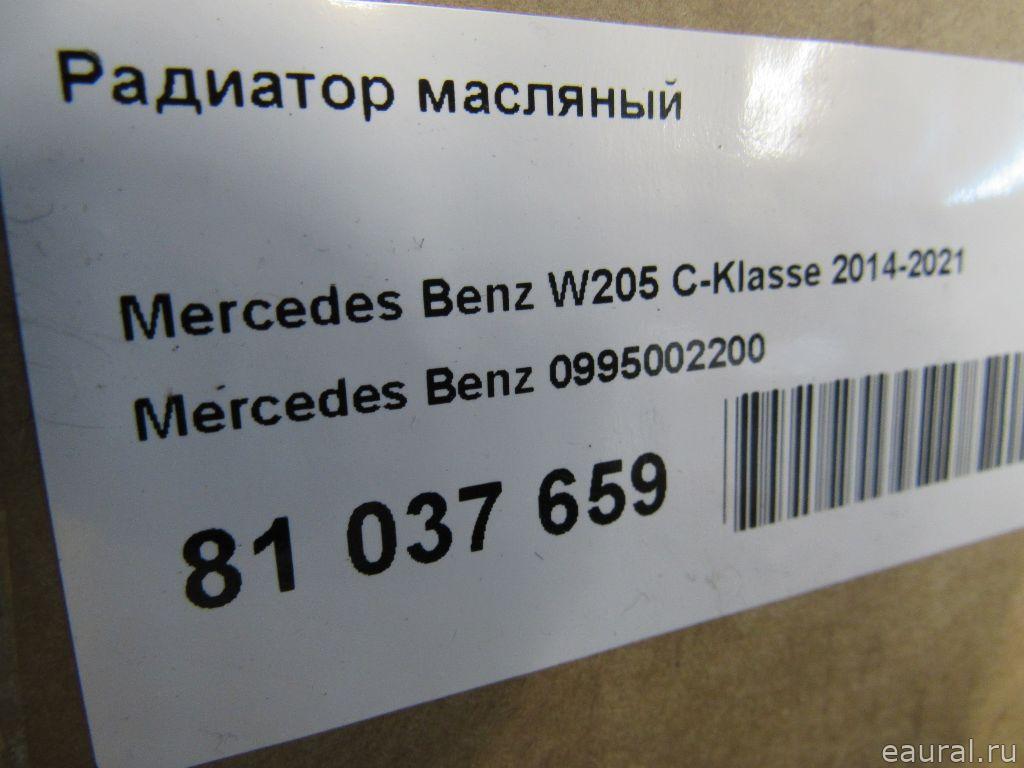 Радиатор масляный
Mercedes Benz W205 C-Klasse 2014-2021
Mercedes Benz 0995002200
81 037 659
eaural.ru